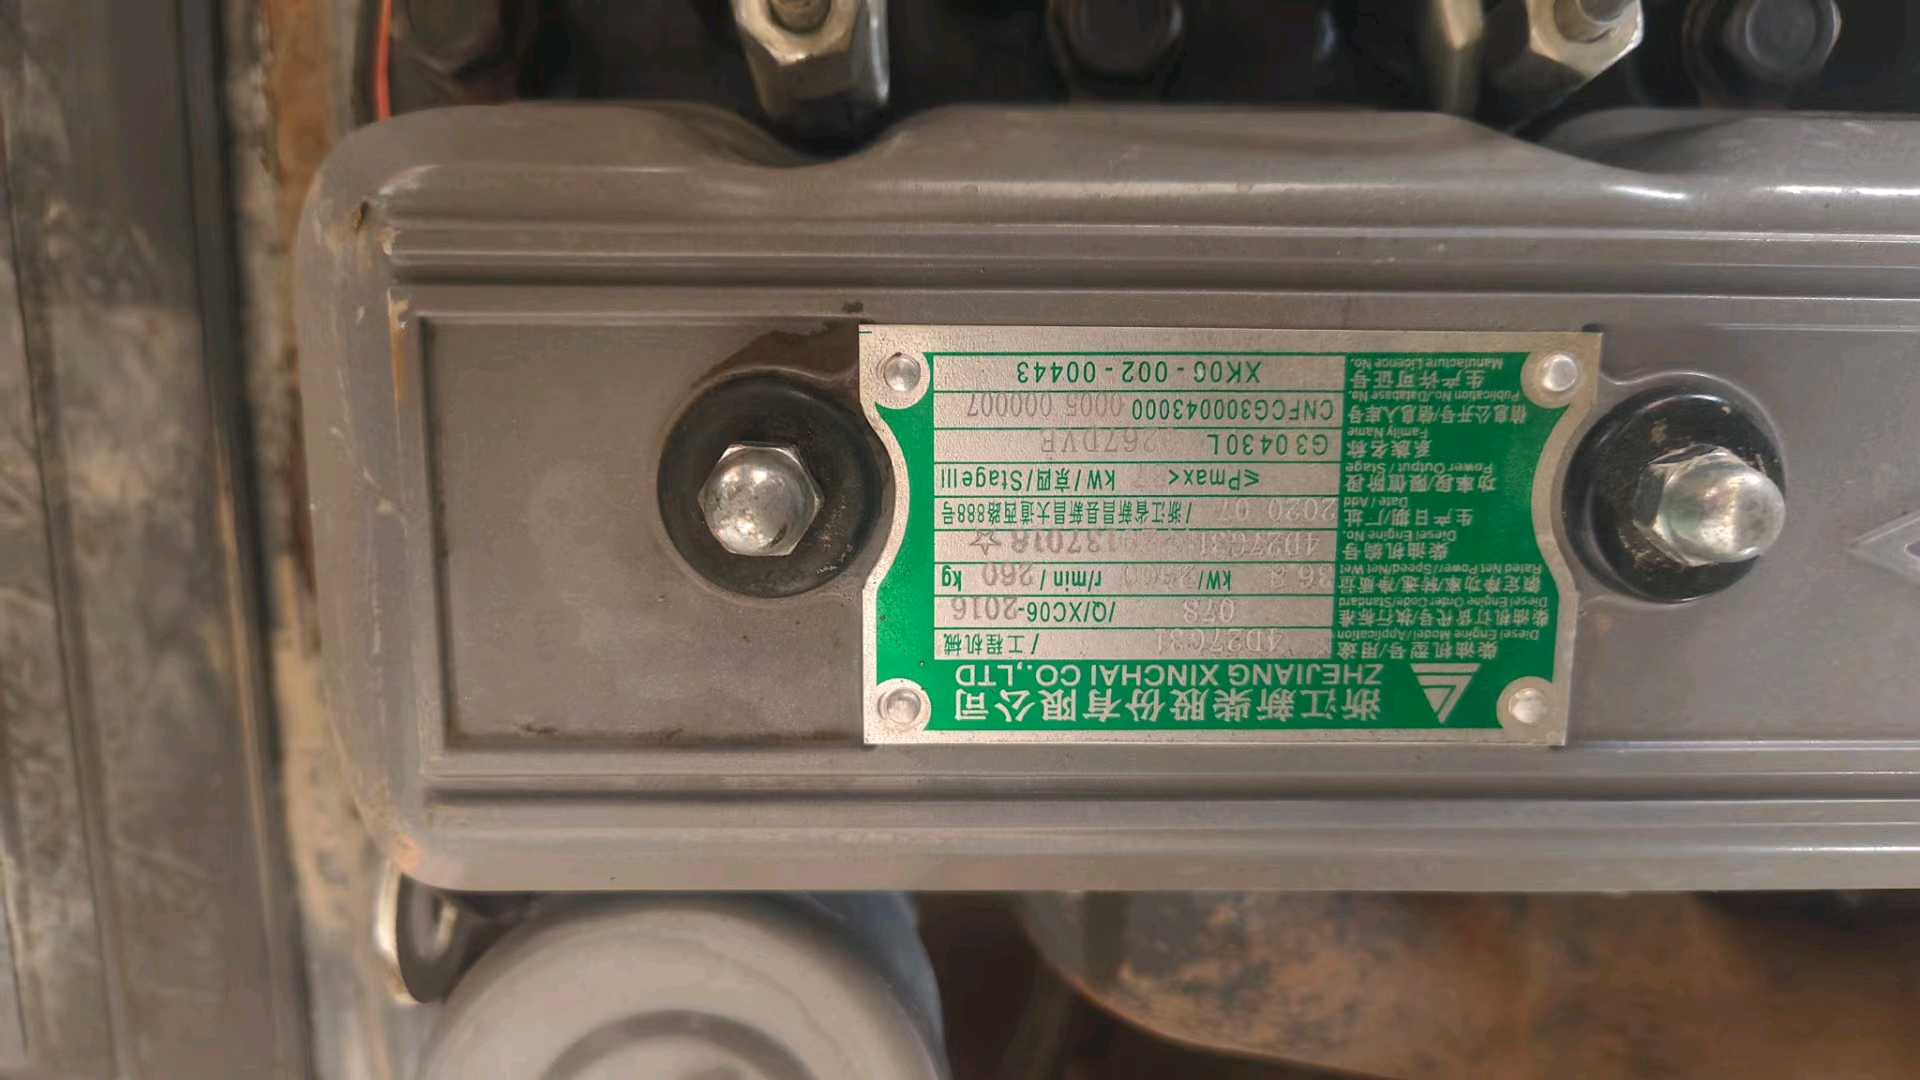 浙江新柴股份有限公司
ZHEJIANG XINCHAI CO.,LTD
柴油机型号/用途 4D27G31 /工程机械
Diesel Engine Model / Application
柴油机订货代号/执行标准 078 /Q/XC06-2016
Diesel Engine Order Code/Standard
额定净功率/转速/净质量 36.8 kW/ r/min / 260 kg
Rated Net Power/Speed/Net Wet
柴油机编号 4D27G31 ☆
Diesel Engine No.
生产日期/厂址 2020 07 /浙江省新昌县新昌大道西路888号
Date / Add
功率段/限值阶段 ≤Pmax< kW/京四/StageIII
Power Output / Stage
系族名称 G30430L
Family Name
信息公开号/信息入库号 CNFCG300043000 0005 000007
Publication No./Database No.
生产许可证号 XK06-002-00443
Manufacture Licence No.